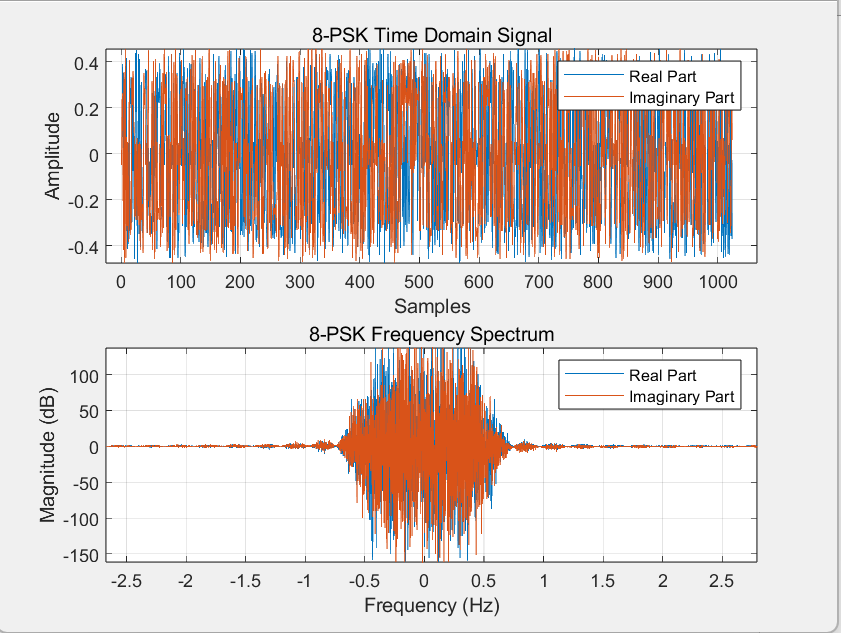 8-PSK Time Domain Signal
Amplitude
0.4
0.2
0
-0.2
-0.4
Real Part
Imaginary Part
0 100 200 300 400 500 600 700 800 900 1000
Samples
8-PSK Frequency Spectrum
Magnitude (dB)
100
50
0
-50
-100
-150
Real Part
Imaginary Part
-2.5 -2 -1.5 -1 -0.5 0 0.5 1 1.5 2 2.5
Frequency (Hz)